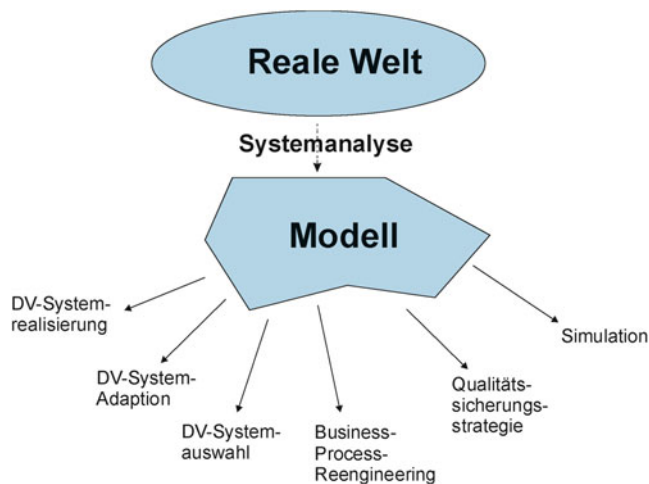 Reale Welt
Systemanalyse
Modell
DV-System-
realisierung
DV-System-
Adaption
DV-System-
auswahl
Business-
Process-
Reengineering
Qualitäts-
sicherungs-
strategie
Simulation